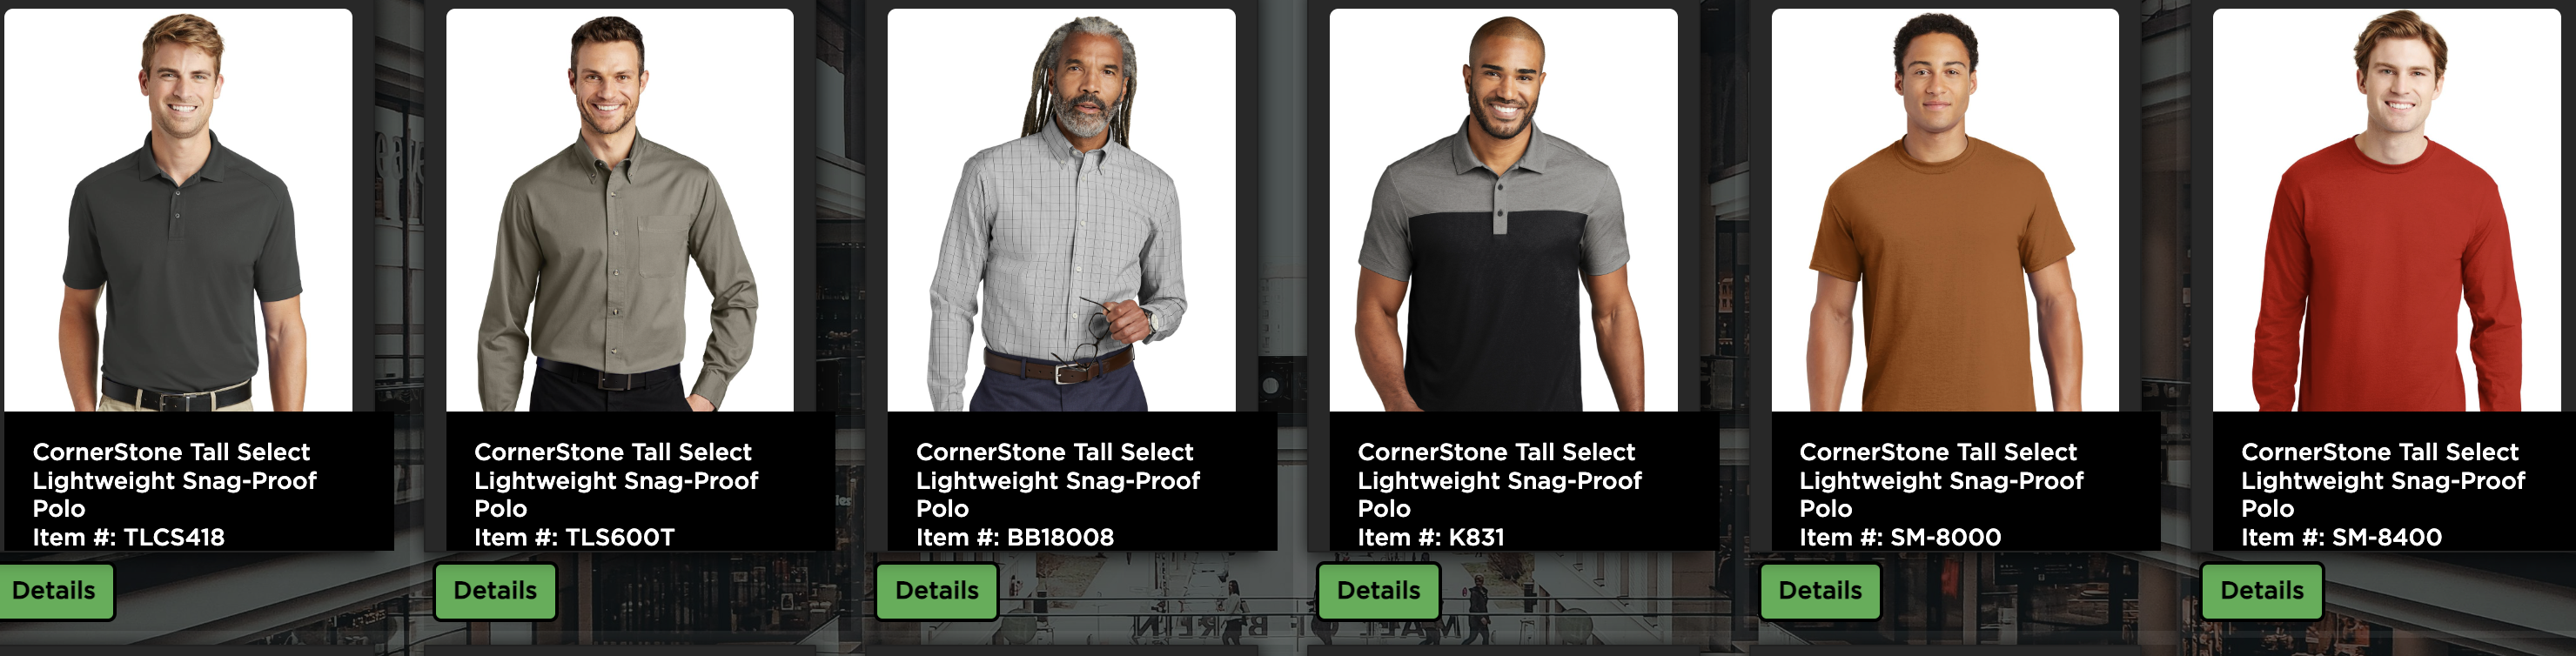 CornerStone Tall Select
Lightweight Snag-Proof
Polo
Item #: TLCS418
Details
CornerStone Tall Select
Lightweight Snag-Proof
Polo
Item #: TLS600T
Details
CornerStone Tall Select
Lightweight Snag-Proof
Polo
Item #: BB18008
Details
CornerStone Tall Select
Lightweight Snag-Proof
Polo
Item #: K831
Details
CornerStone Tall Select
Lightweight Snag-Proof
Polo
Item #: SM-8000
Details
CornerStone Tall Select
Lightweight Snag-Proof
Polo
Item #: SM-8400
Details